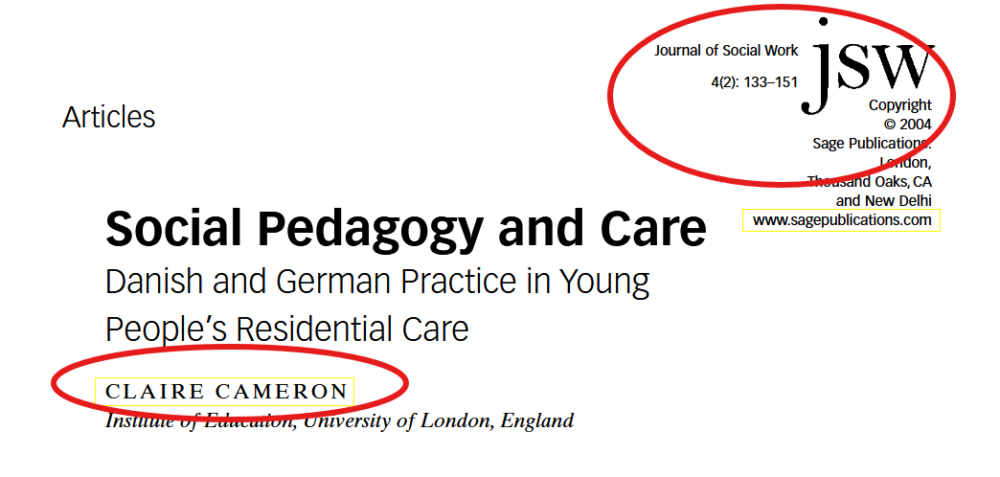 Journal of Social Work
4(2): 133–151
jsw
Copyright
© 2004
Sage Publications:
London,
Thousand Oaks, CA
and New Delhi
www.sagepublications.com
Articles
Social Pedagogy and Care
Danish and German Practice in Young
People’s Residential Care
CLAIRE CAMERON
Institute of Education, University of London, England